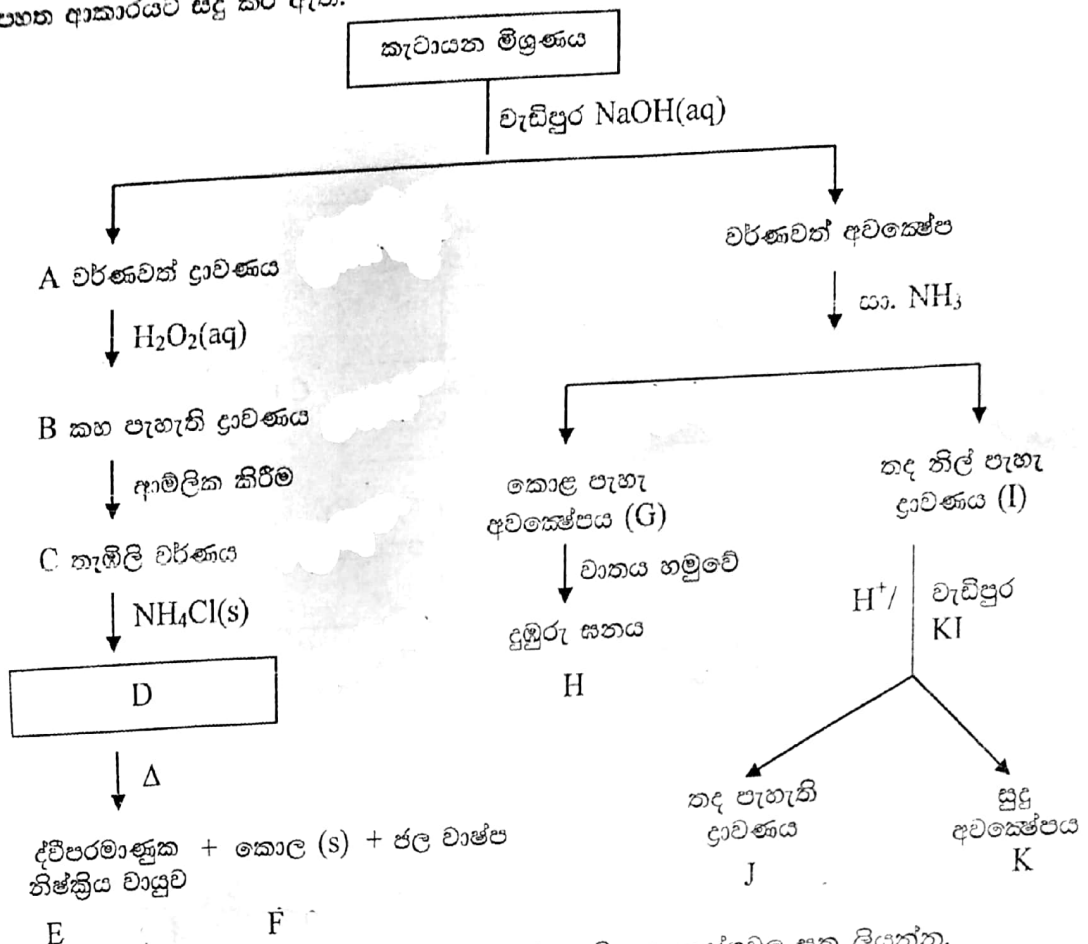 පහත ආකාරයට සිදු කර ඇත.
කැටායන මිශ්‍රණය
වැඩිපුර NaOH(aq)
A වර්ණවත් ද්‍රාවණය
H₂O₂(aq)
B කහ පැහැති ද්‍රාවණය
ආම්ලික කිරීම
C තැඹිලි වර්ණය
NH₄Cl(s)
D
Δ
ද්විපරමාණුක + කොල (s) + ජල වාෂ්ප
නිෂ්ක්‍රිය වායුව
E F
වර්ණවත් අවක්ෂේප
සා. NH₃
කොළ පැහැ
අවක්ෂේපය (G)
වාතය හමුවේ
දුඹුරු ඝනය
H
තද නිල් පැහැ
ද්‍රාවණය (I)
H⁺/ වැඩිපුර
KI
තද පැහැති
ද්‍රාවණය
J
සුදු
අවක්ෂේපය
K
ලියන්න.